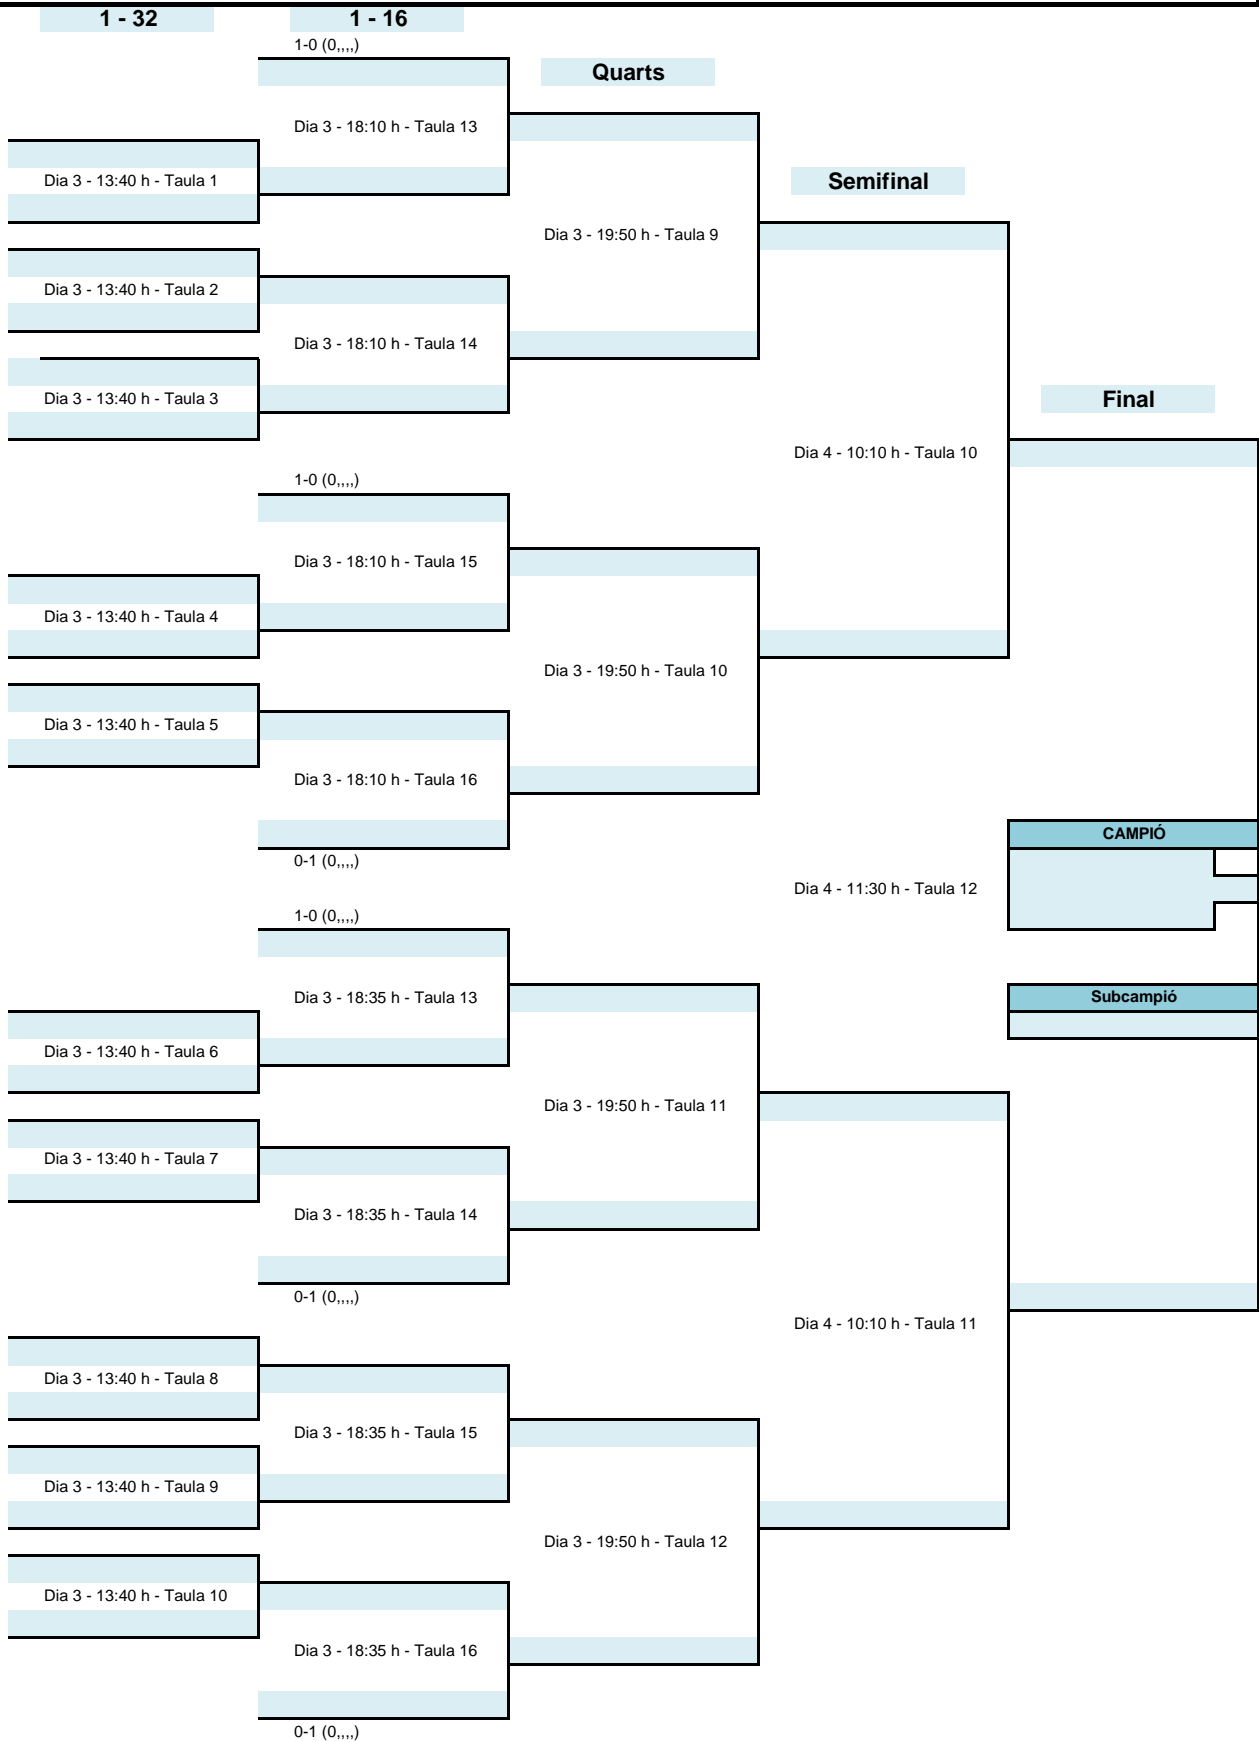 1 - 32
1 - 16
1-0 (0,,,,)
Quarts
Dia 3 - 18:10 h - Taula 13
Dia 3 - 13:40 h - Taula 1
Semifinal
Dia 3 - 19:50 h - Taula 9
Dia 3 - 13:40 h - Taula 2
Dia 3 - 18:10 h - Taula 14
Dia 3 - 13:40 h - Taula 3
Final
Dia 4 - 10:10 h - Taula 10
1-0 (0,,,,)
Dia 3 - 18:10 h - Taula 15
Dia 3 - 13:40 h - Taula 4
Dia 3 - 19:50 h - Taula 10
Dia 3 - 13:40 h - Taula 5
Dia 3 - 18:10 h - Taula 16
CAMPIÓ
0-1 (0,,,,)
Dia 4 - 11:30 h - Taula 12
1-0 (0,,,,)
Dia 3 - 18:35 h - Taula 13
Subcampió
Dia 3 - 13:40 h - Taula 6
Dia 3 - 19:50 h - Taula 11
Dia 3 - 13:40 h - Taula 7
Dia 3 - 18:35 h - Taula 14
0-1 (0,,,,)
Dia 4 - 10:10 h - Taula 11
Dia 3 - 13:40 h - Taula 8
Dia 3 - 18:35 h - Taula 15
Dia 3 - 13:40 h - Taula 9
Dia 3 - 19:50 h - Taula 12
Dia 3 - 13:40 h - Taula 10
Dia 3 - 18:35 h - Taula 16
0-1 (0,,,,)